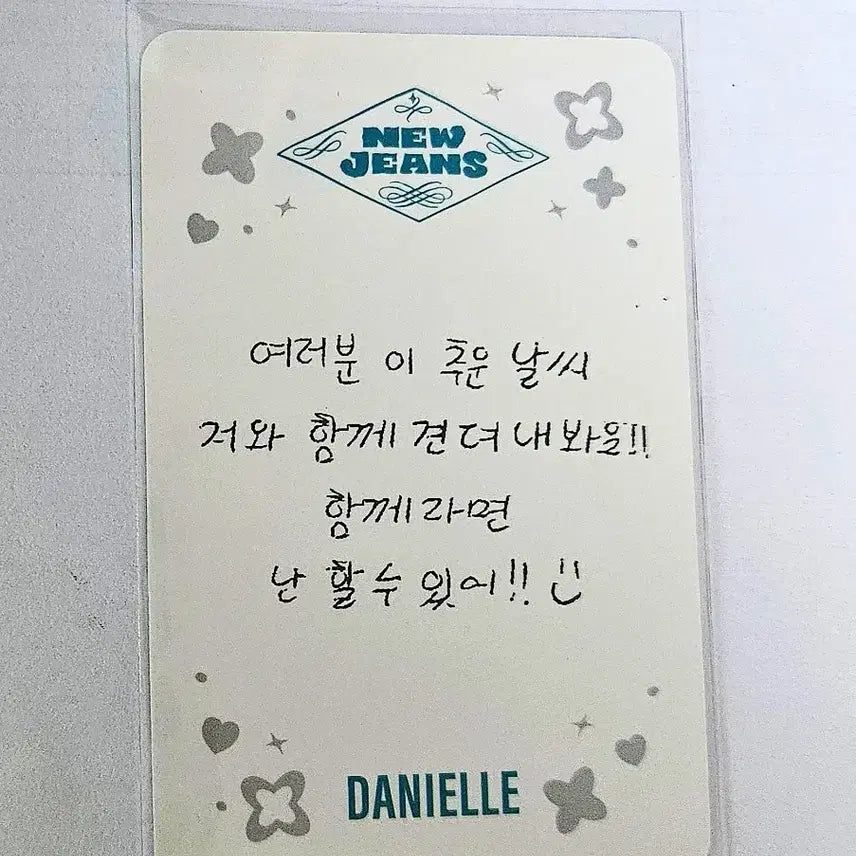 NEW
JEANS
여러분 이 추운 날씨
저와 함께 견뎌내봐용!!
함께라면
난 할수 있어!!
DANIELLE